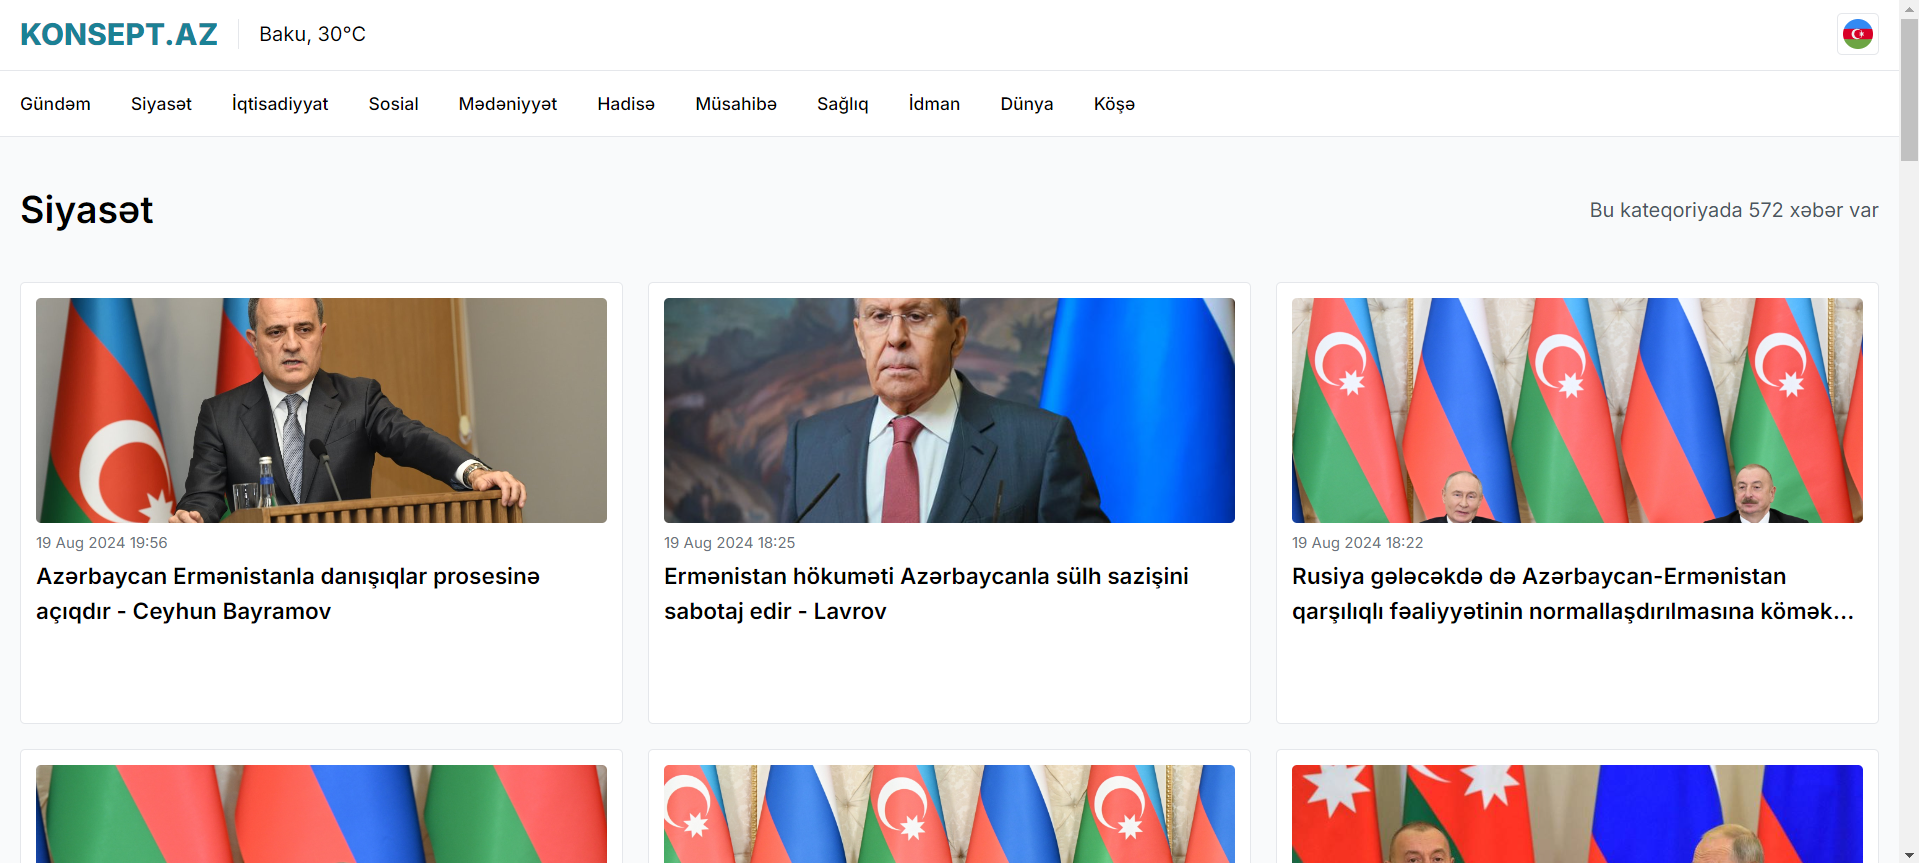 KONSEPT.AZ
Baku, 30°C
Gündəm Siyasət İqtisadiyyat Sosial Mədəniyyət Hadisə Müsahibə Sağlıq İdman Dünya Köşə
Siyasət
Bu kateqoriyada 572 xəbər var
19 Aug 2024 19:56
Azərbaycan Ermənistanla danışıqlar prosesinə
açıqdır - Ceyhun Bayramov
19 Aug 2024 18:25
Ermənistan hökuməti Azərbaycanla sülh sazişini
sabotaj edir - Lavrov
19 Aug 2024 18:22
Rusiya gələcəkdə də Azərbaycan-Ermənistan
qarşılıqlı fəaliyyətinin normallaşdırılmasına kömək...